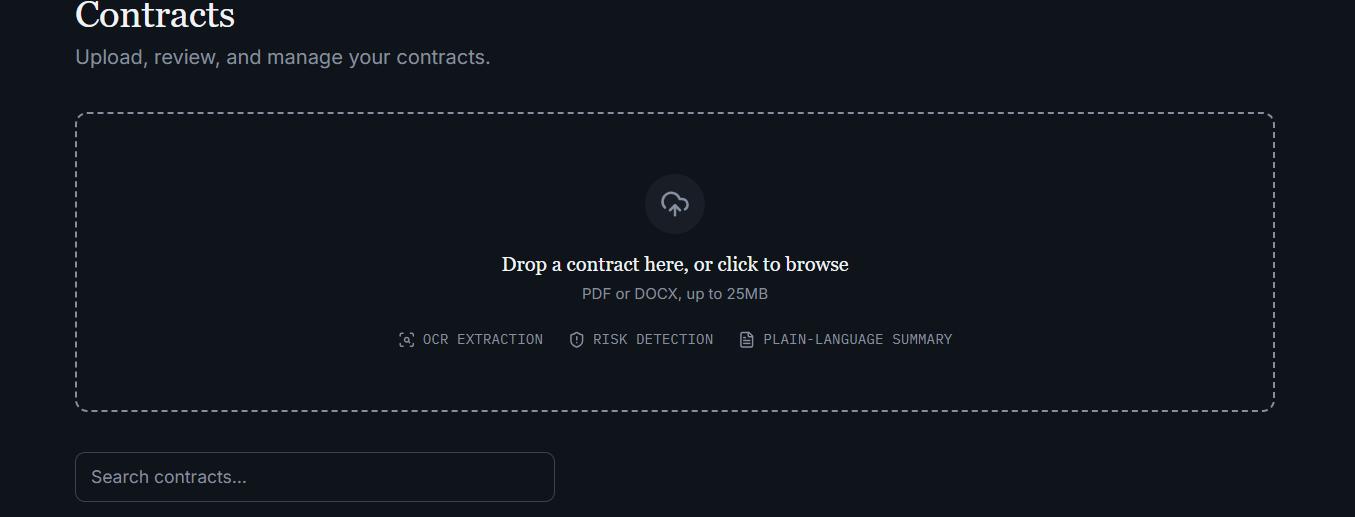 Contracts
Upload, review, and manage your contracts.
Drop a contract here, or click to browse
PDF or DOCX, up to 25MB
OCR EXTRACTION RISK DETECTION PLAIN-LANGUAGE SUMMARY
Search contracts...